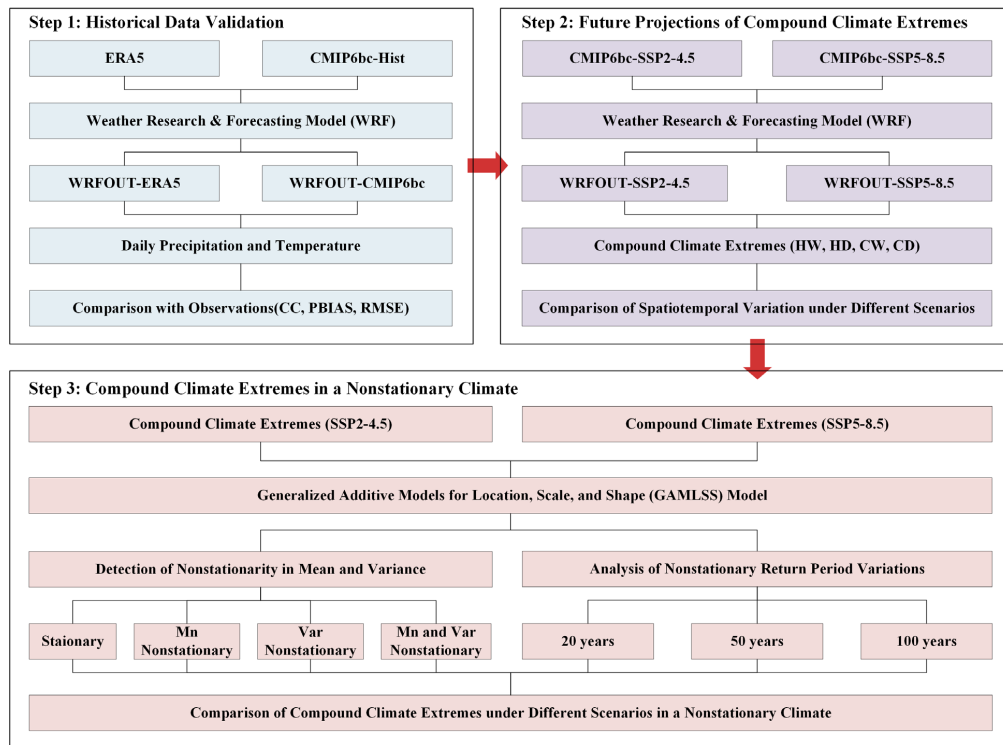 Step 1: Historical Data Validation
ERA5
CMIP6bc-Hist
Weather Research & Forecasting Model (WRF)
WRFOUT-ERA5
WRFOUT-CMIP6bc
Daily Precipitation and Temperature
Comparison with Observations(CC, PBIAS, RMSE)
Step 2: Future Projections of Compound Climate Extremes
CMIP6bc-SSP2-4.5
CMIP6bc-SSP5-8.5
Weather Research & Forecasting Model (WRF)
WRFOUT-SSP2-4.5
WRFOUT-SSP5-8.5
Compound Climate Extremes (HW, HD, CW, CD)
Comparison of Spatiotemporal Variation under Different Scenarios
Step 3: Compound Climate Extremes in a Nonstationary Climate
Compound Climate Extremes (SSP2-4.5)
Compound Climate Extremes (SSP5-8.5)
Generalized Additive Models for Location, Scale, and Shape (GAMLSS) Model
Detection of Nonstationarity in Mean and Variance
Analysis of Nonstationary Return Period Variations
Staionary
Mn
Nonstationary
Var
Nonstationary
Mn and Var
Nonstationary
20 years
50 years
100 years
Comparison of Compound Climate Extremes under Different Scenarios in a Nonstationary Climate